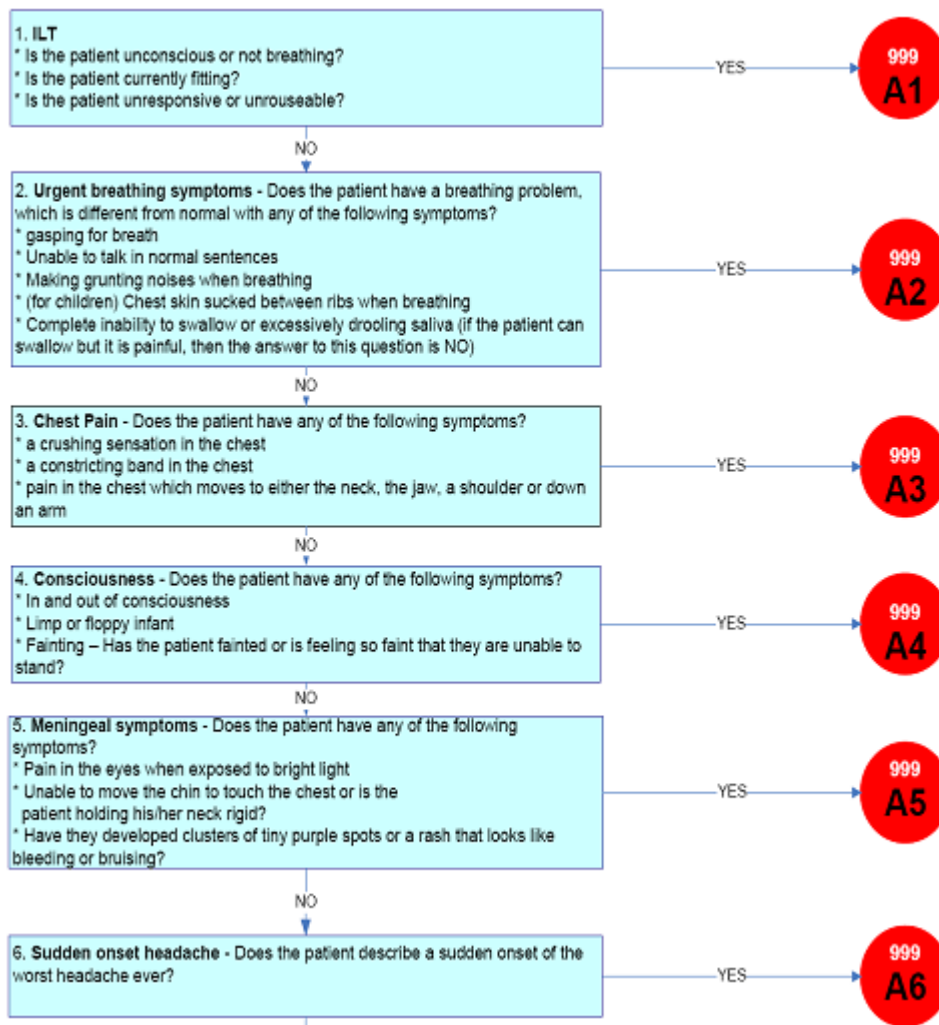 1. ILT
* Is the patient unconscious or not breathing?
* Is the patient currently fitting?
* Is the patient unresponsive or unrouseable?
YES
999
A1
NO
2. Urgent breathing symptoms - Does the patient have a breathing problem,
which is different from normal with any of the following symptoms?
* gasping for breath
* Unable to talk in normal sentences
* Making grunting noises when breathing
* (for children) Chest skin sucked between ribs when breathing
* Complete inability to swallow or excessively drooling saliva (if the patient can
swallow but it is painful, then the answer to this question is NO)
YES
999
A2
NO
3. Chest Pain - Does the patient have any of the following symptoms?
* a crushing sensation in the chest
* a constricting band in the chest
* pain in the chest which moves to either the neck, the jaw, a shoulder or down
an arm
YES
999
A3
NO
4. Consciousness - Does the patient have any of the following symptoms?
* In and out of consciousness
* Limp or floppy infant
* Fainting – Has the patient fainted or is feeling so faint that they are unable to
stand?
YES
999
A4
NO
5. Meningeal symptoms - Does the patient have any of the following
symptoms?
* Pain in the eyes when exposed to bright light
* Unable to move the chin to touch the chest or is the
patient holding his/her neck rigid?
* Have they developed clusters of tiny purple spots or a rash that looks like
bleeding or bruising?
YES
999
A5
NO
6. Sudden onset headache - Does the patient describe a sudden onset of the
worst headache ever?
YES
999
A6